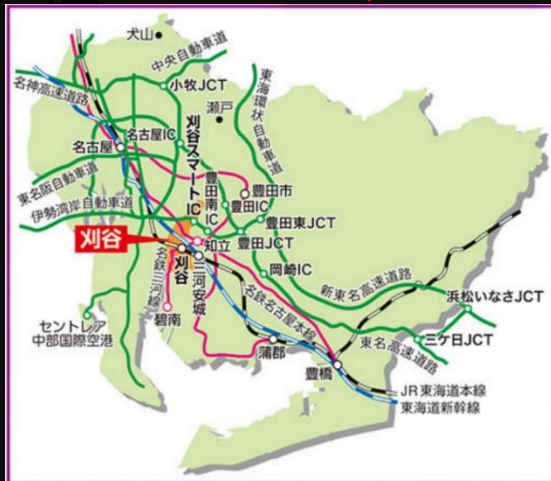 犬山
中央自動車道
名神高速道路
小牧JCT
瀬戸
東海環状自動車道
名古屋IC
名古屋
刈谷スマートIC
東名阪自動車道
伊勢湾岸自動車道
豊田南IC
豊田市
豊田IC
豊田東JCT
豊田JCT
刈谷
知立
刈谷
三河安城
名鉄三河線
岡崎IC
新東名高速道路
浜松いなさJCT
碧南
名鉄名古屋本線
セントレア
中部国際空港
蒲郡
東名高速道路
三ケ日JCT
豊橋
JR東海道本線
東海道新幹線